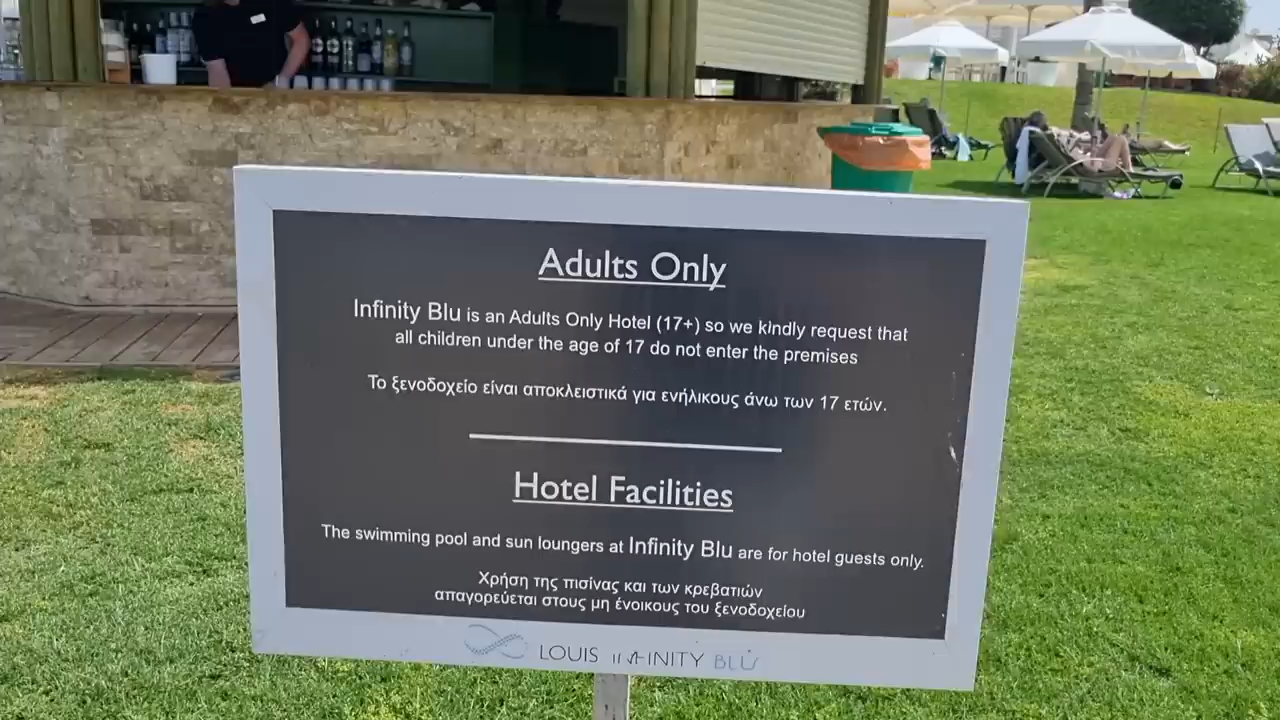 Adults Only
Infinity Blu is an Adults Only Hotel (17+) so we kindly request that
all children under the age of 17 do not enter the premises
Το ξενοδοχείο είναι αποκλειστικά για ενήλικους άνω των 17 ετών.
Hotel Facilities
The swimming pool and sun loungers at Infinity Blu are for hotel guests only.
Χρήση της πισίνας και των κρεβατιών
απαγορεύεται στους μη ένοικους του ξενοδοχείου
LOUIS INFINITY BLU